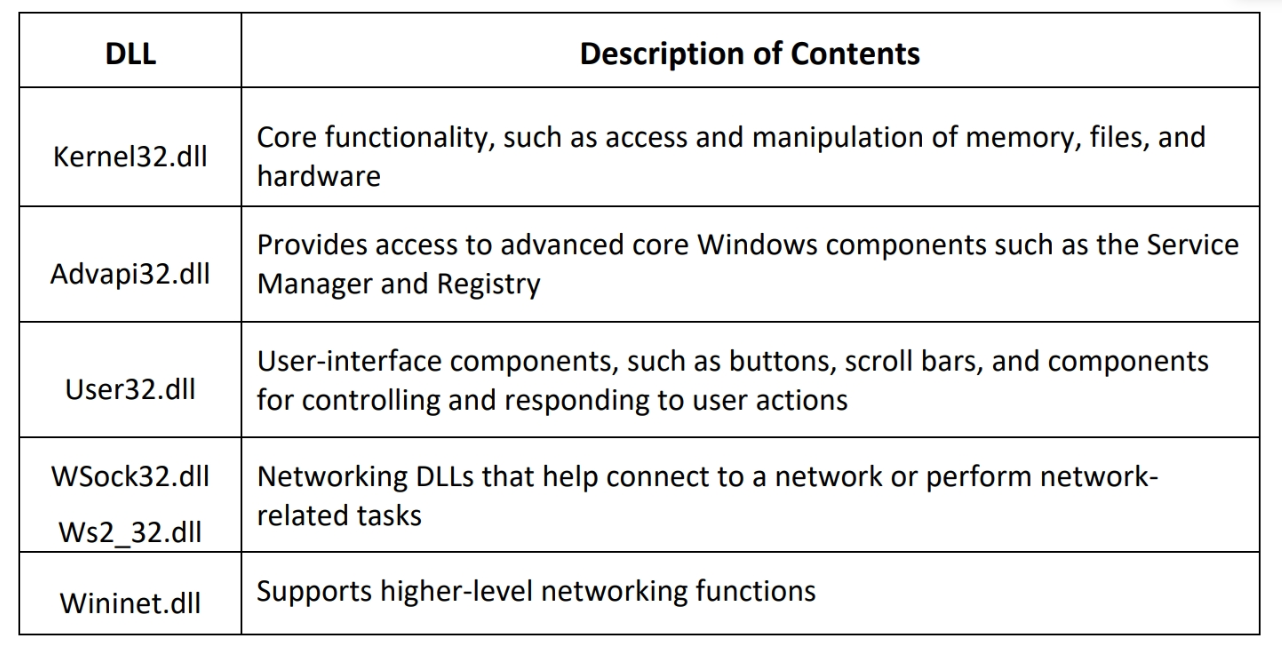 DLL
Description of Contents
Kernel32.dll
Core functionality, such as access and manipulation of memory, files, and
hardware
Advapi32.dll
Provides access to advanced core Windows components such as the Service
Manager and Registry
User32.dll
User-interface components, such as buttons, scroll bars, and components
for controlling and responding to user actions
WSock32.dll
Ws2_32.dll
Networking DLLs that help connect to a network or perform network-
related tasks
Wininet.dll
Supports higher-level networking functions